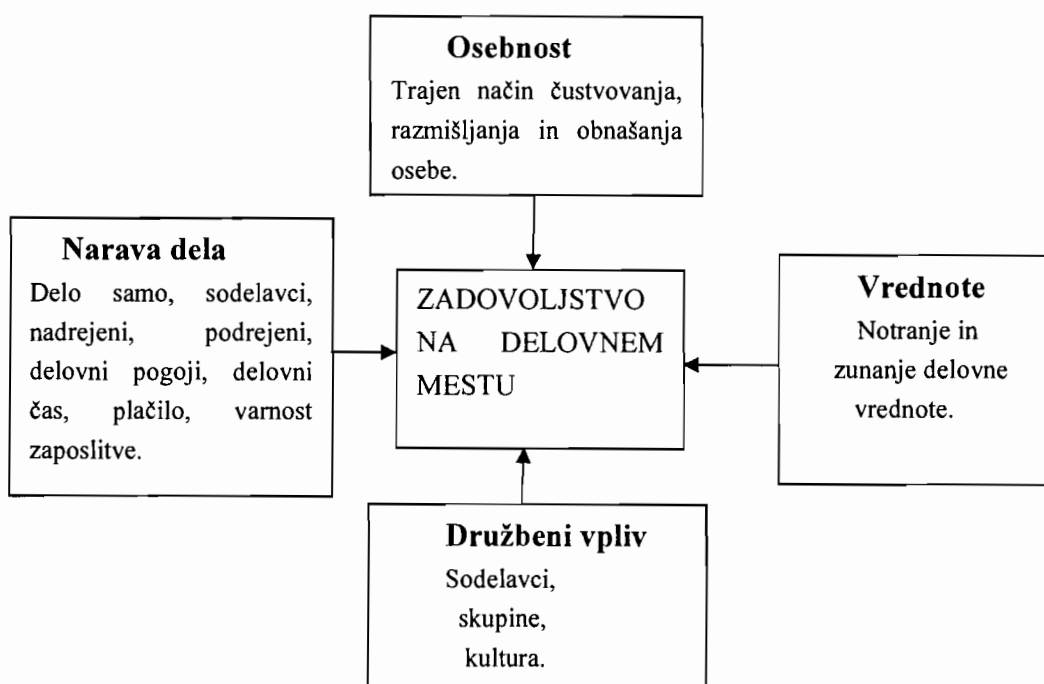 Osebnost
Trajen način čustvovanja,
razmišljanja in obnašanja
osebe.
Narava dela
Delo samo, sodelavci,
nadrejeni, podrejeni,
delovni pogoji, delovni
čas, plačilo, varnost
zaposlitve.
ZADOVOLJSTVO
NA DELOVNEM
MESTU
Vrednote
Notranje in
zunanje delovne
vrednote.
Družbeni vpliv
Sodelavci,
skupine,
kultura.